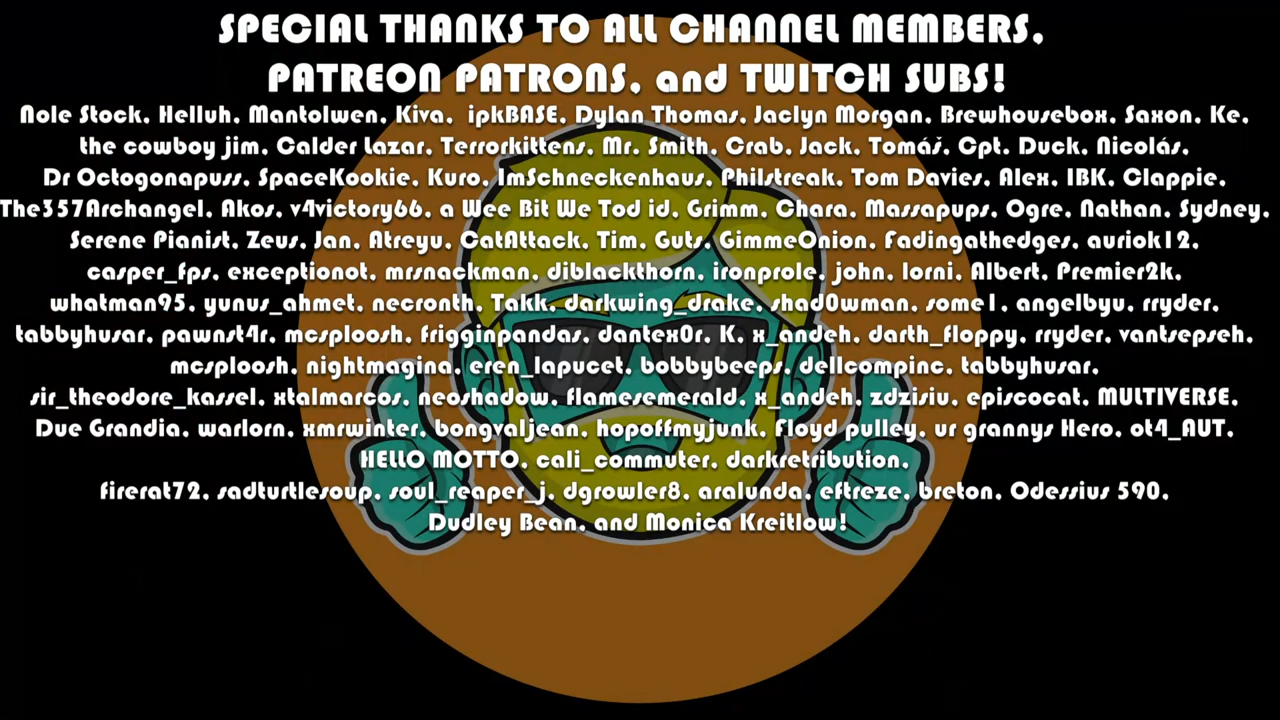 SPECIAL THANKS TO ALL CHANNEL MEMBERS,
PATREON PATRONS, and TWITCH SUBS!
Nole Stock, Helluh, Mantolwen, Kiva, ipkBASE, Dylan Thomas, Jaclyn Morgan, Brewhousebox, Saxon, Ke,
the cowboy jim, Calder Lazar, Terrorkittens, Mr. Smith, Crab, Jack, Tomáš, Cpt. Duck, Nicolás,
Dr Octogonapuss, SpaceKookie, Kuro, ImSchneckenhaus, Philstreak, Tom Davies, Alex, IBK, Clappie,
The357Archangel, Akos, v4victory66, a Wee Bit We Tod id, Grimm, Chara, Massapups, Ogre, Nathan, Sydney,
Serene Pianist, Zeus, Jan, Atreyu, CatAttack, Tim, Guts, GimmeOnion, Fadingathedges, auriok12,
casper_fps, exceptionot, mrsnackman, diblackthorn, ironprole, john, lorni, Albert, Premier2k,
whatman95, yunus_ahmet, necronth, Takk, darkwing_drake, shad0wman, some1, angelbyu, rryder,
tabbyhusar, pawnst4r, mcsploosh, frigginpandas, dantex0r, K, x_andeh, darth_floppy, rryder, vantsepseh,
mcsploosh, nightmagina, eren_lapucet, bobbybeeps, dellcompinc, tabbyhusar,
sir_theodore_kassel, xtalmarcos, neoshadow, flamesemerald, x_andeh, zdzisiu, episcocat, MULTIVERSE,
Due Grandia, warlorn, xmrwinter, bongvaljean, hopoffmyjunk, Floyd pulley, ur grannys Hero, ot4_AUT,
HELLO MOTTO, cali_commuter, darkretribution,
firerat72, sadturtlesoup, soul_reaper_j, dgrowler8, aralunda, eftreze, breton, Odessius 590,
Dudley Bean, and Monica Kreitlow!